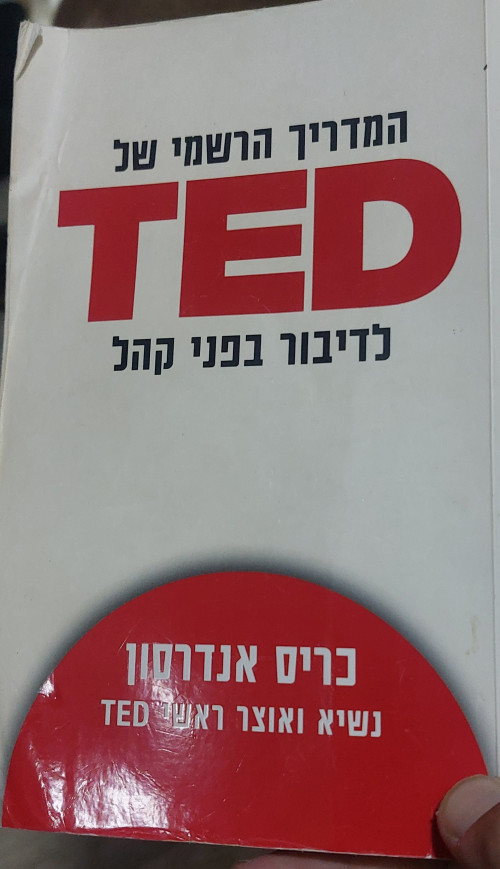 המדריך הרשמי של
TED
לדיבור בפני קהל
כריס אנדרסון
נשיא ואוצר ראשי TED